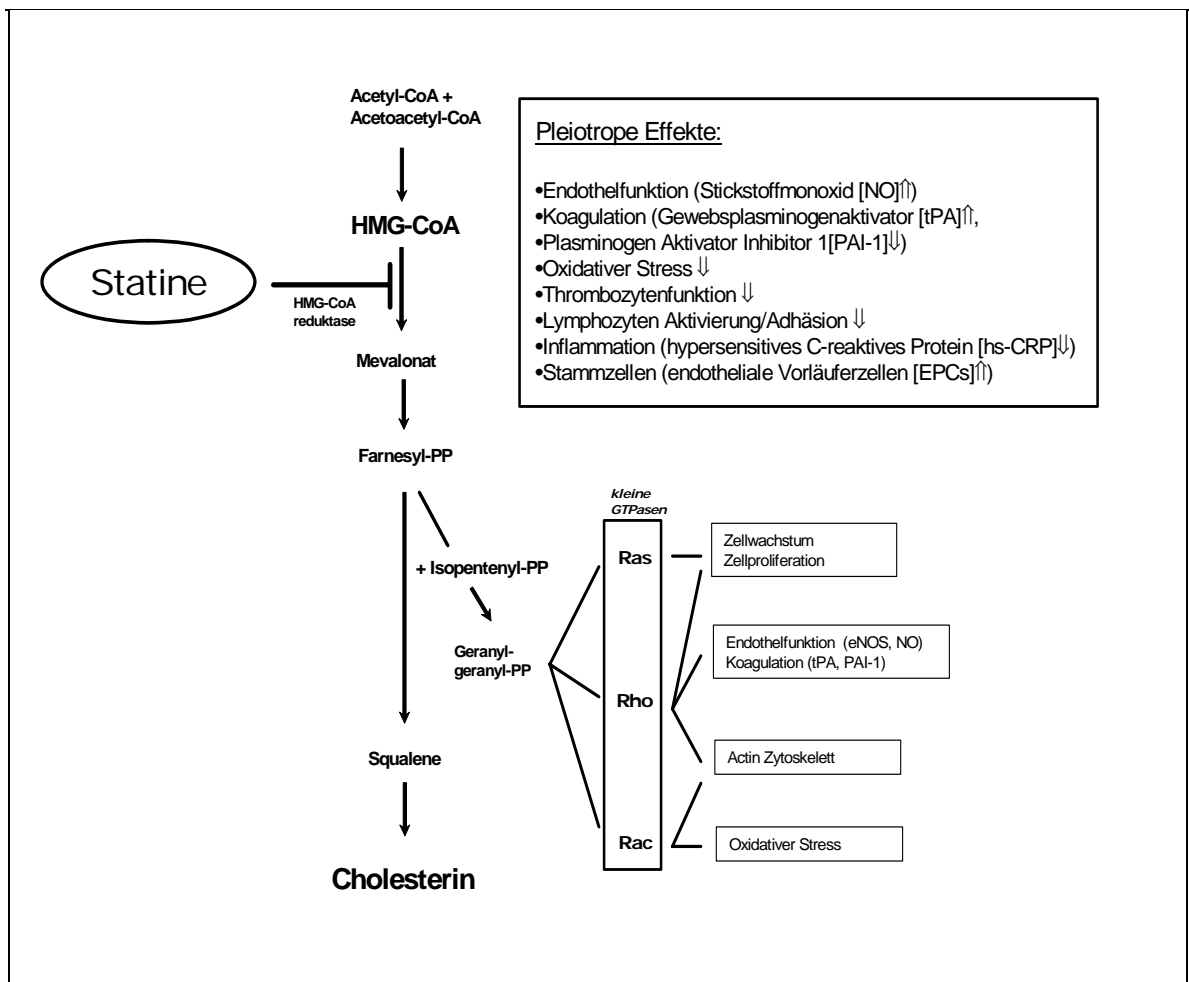 Acetyl-CoA +
Acetoacetyl-CoA
HMG-CoA
Statine
HMG-CoA
reduktase
Mevalonat
Farnesyl-PP
+ Isopentenyl-PP
Geranyl-
geranyl-PP
Squalene
Cholesterin
Pleiotrope Effekte:
•Endothelfunktion (Stickstoffmonoxid [NO]⇑)
•Koagulation (Gewebsplasminogenaktivator [tPA]⇑,
•Plasminogen Aktivator Inhibitor 1[PAI-1]⇓)
•Oxidativer Stress ⇓
•Thrombozytenfunktion ⇓
•Lymphozyten Aktivierung/Adhäsion ⇓
•Inflammation (hypersensitives C-reaktives Protein [hs-CRP]⇓)
•Stammzellen (endotheliale Vorläuferzellen [EPCs]⇑)
kleine
GTPasen
Ras
Rho
Rac
Zellwachstum
Zellproliferation
Endothelfunktion (eNOS, NO)
Koagulation (tPA, PAI-1)
Actin Zytoskelett
Oxidativer Stress